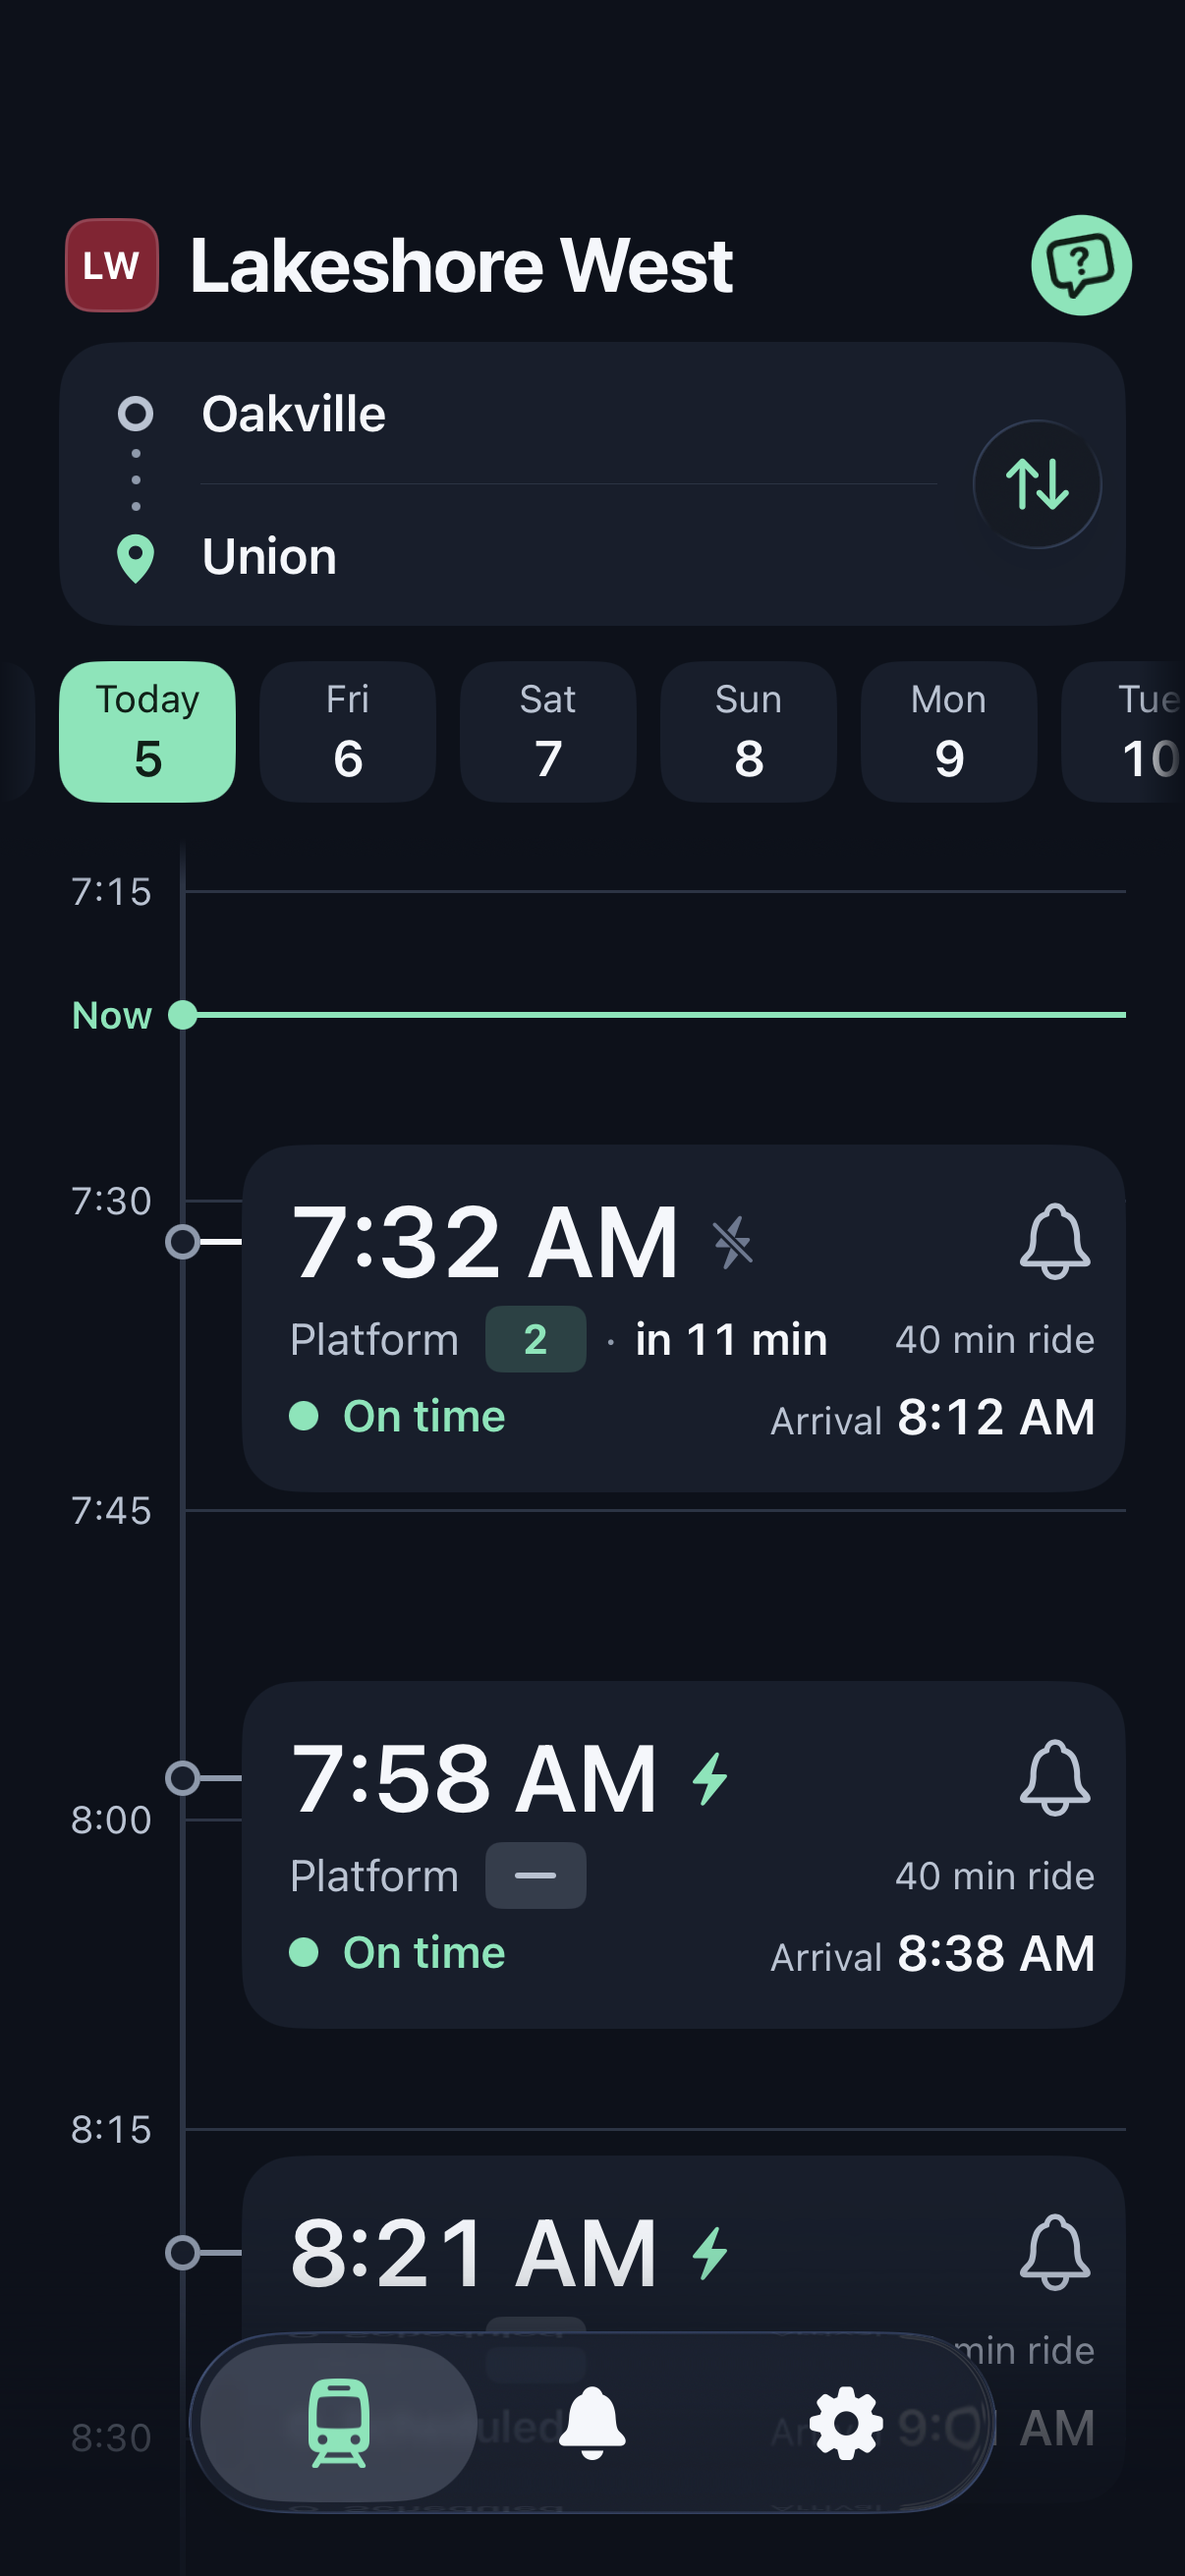 LW Lakeshore West
Oakville
Union
Today Fri Sat Sun Mon Tue
5 6 7 8 9 10
7:15
Now
7:30
7:32 AM
Platform 2 · in 11 min 40 min ride
On time Arrival 8:12 AM
7:45
7:58 AM
8:00
Platform — 40 min ride
On time Arrival 8:38 AM
8:15
8:21 AM
min ride
8:30 AM